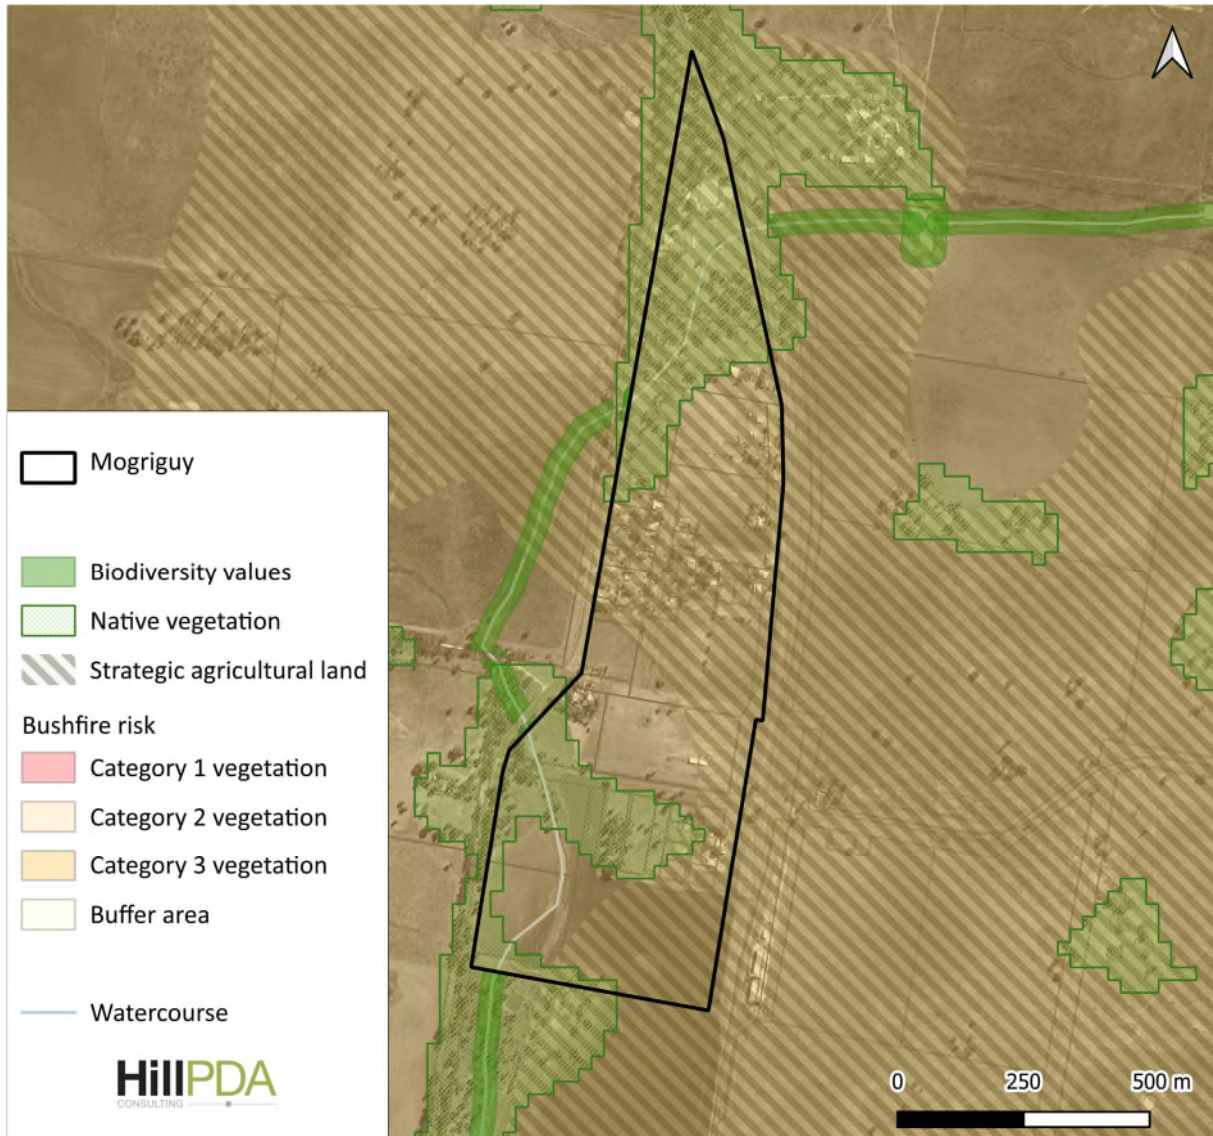 Mogriguy
Biodiversity values
Native vegetation
Strategic agricultural land
Bushfire risk
Category 1 vegetation
Category 2 vegetation
Category 3 vegetation
Buffer area
Watercourse
HillPDA
CONSULTING
0 250 500 m